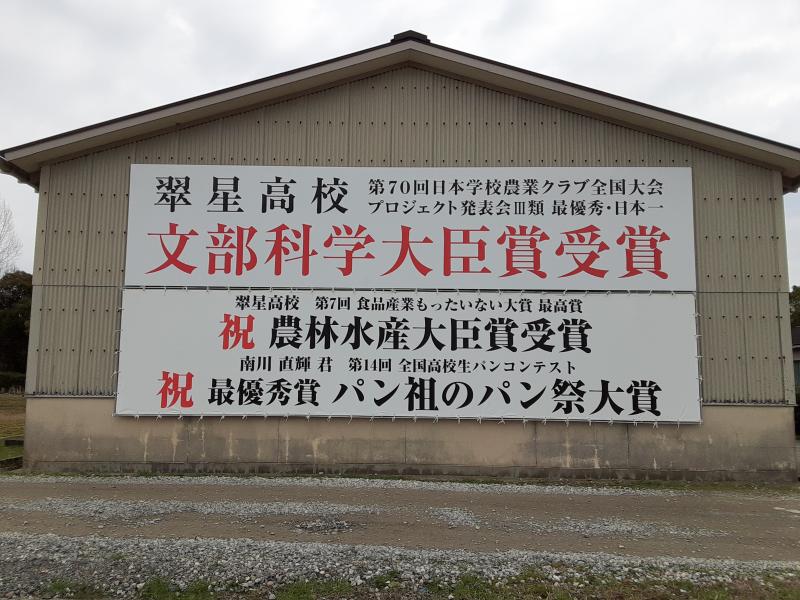 翠星高校 第70回日本学校農業クラブ全国大会
プロジェクト発表会Ⅲ類 最優秀・日本一
文部科学大臣賞受賞
翠星高校 第7回 食品産業もったいない大賞 最高賞
祝 農林水産大臣賞受賞
南川 直輝 君 第14回 全国高校生パンコンテスト
祝 最優秀賞 パン祖のパン祭大賞